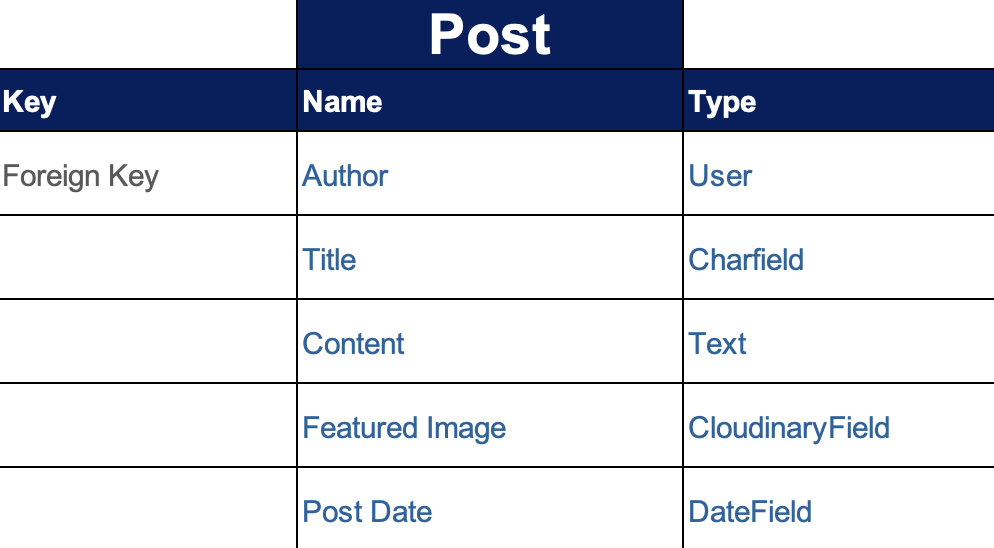 Post
Key Name Type
Foreign Key Author User
Title Charfield
Content Text
Featured Image CloudinaryField
Post Date DateField